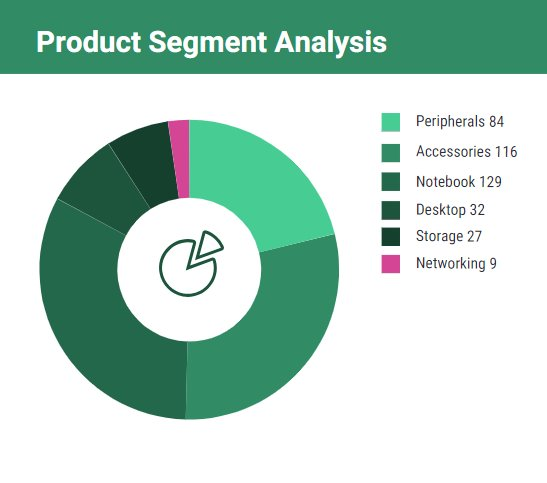 Product Segment Analysis
Peripherals 84
Accessories 116
Notebook 129
Desktop 32
Storage 27
Networking 9